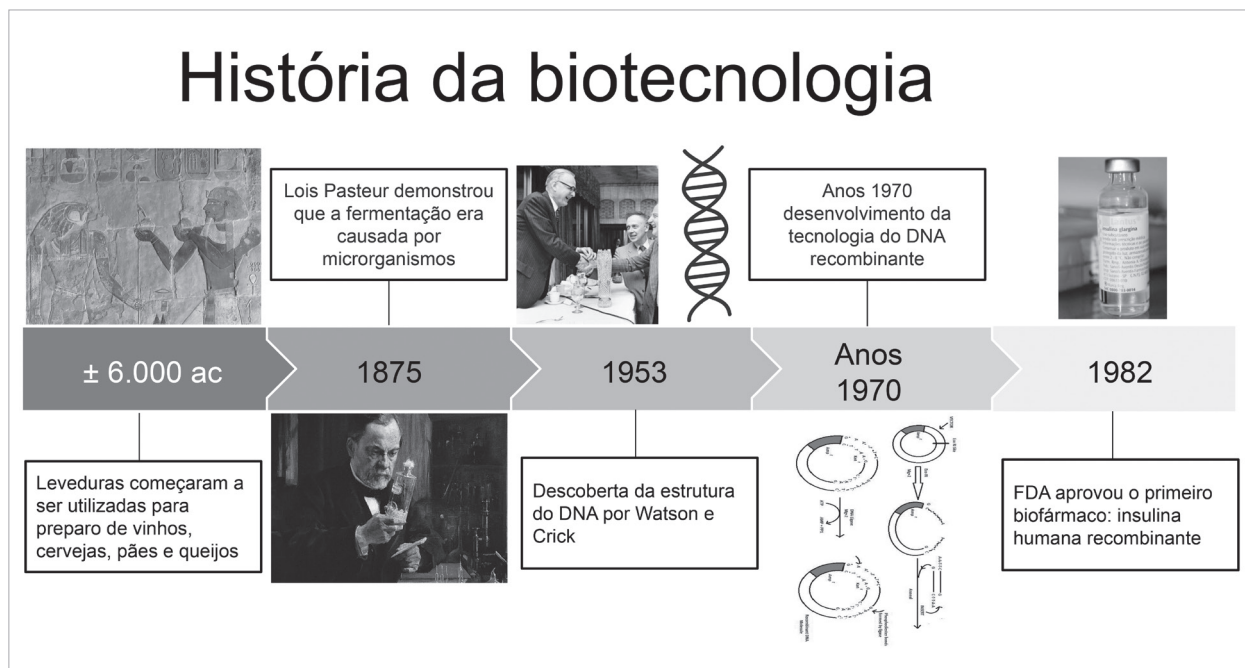 História da biotecnologia
Lois Pasteur demonstrou
que a fermentação era
causada por
microrganismos
Anos 1970
desenvolvimento da
tecnologia do DNA
recombinante
insulina glargina
± 6.000 ac
1875
1953
Anos
1970
1982
Leveduras começaram a
ser utilizadas para
preparo de vinhos,
cervejas, pães e queijos
Descoberta da estrutura
do DNA por Watson e
Crick
FDA aprovou o primeiro
biofármaco: insulina
humana recombinante